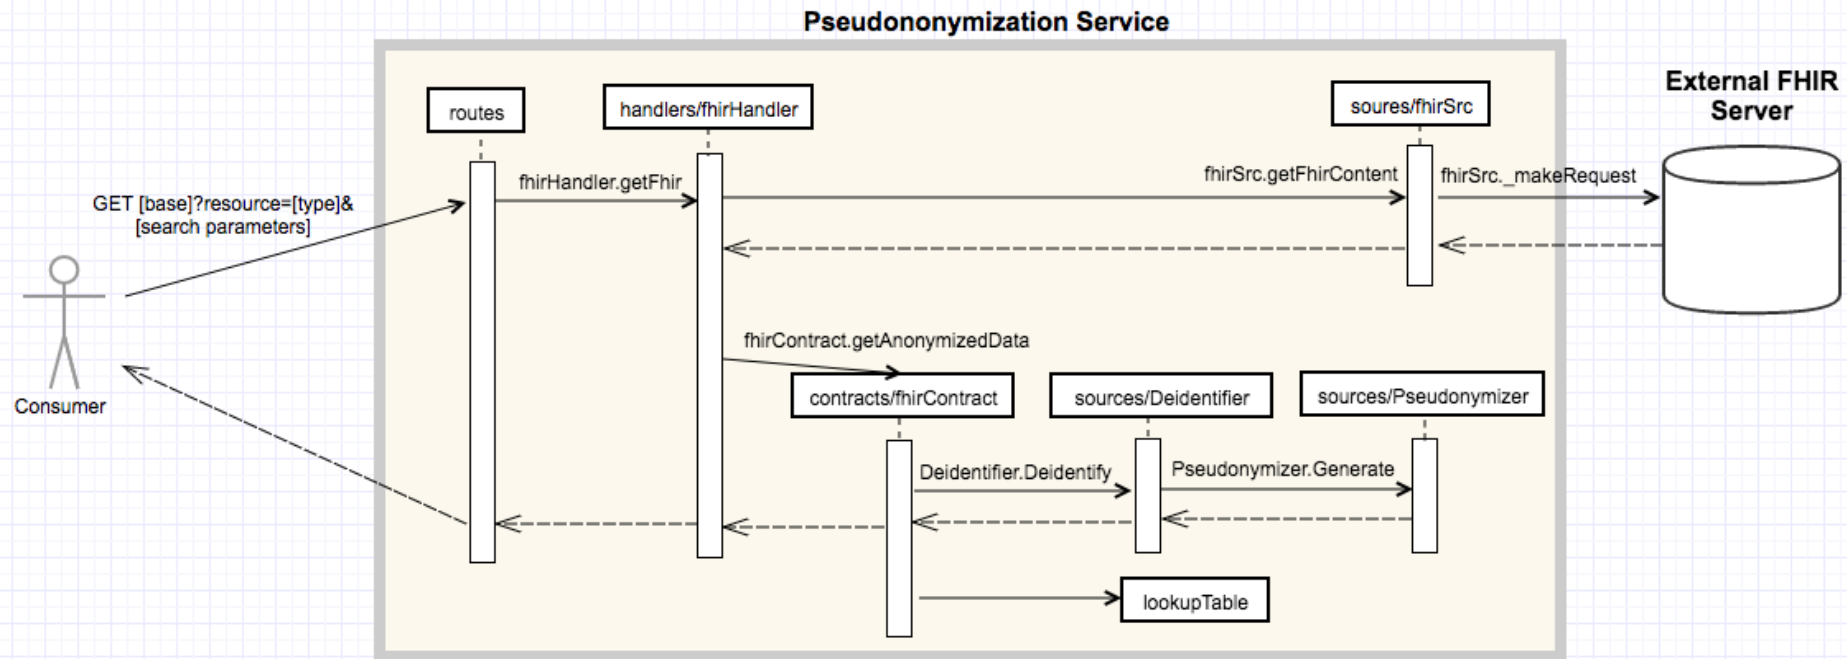 Pseudononymization Service
External FHIR
Server
routes
handlers/fhirHandler
soures/fhirSrc
fhirHandler.getFhir
fhirSrc.getFhirContent
fhirSrc._makeRequest
GET [base]?resource=[type]&
[search parameters]
Consumer
fhirContract.getAnonymizedData
contracts/fhirContract
sources/Deidentifier
sources/Pseudonymizer
Deidentifier.Deidentify
Pseudonymizer.Generate
lookupTable